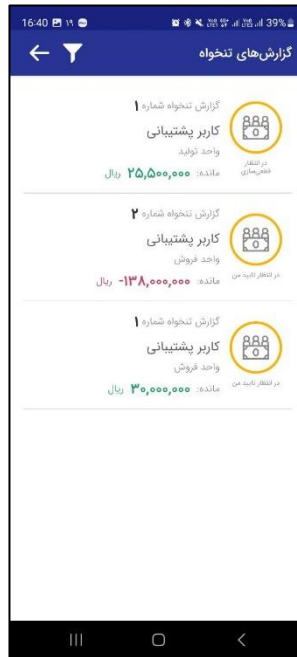 16:40 ۱۹ 39%
گزارش‌های تنخواه
گزارش تنخواه شماره ۱
کاربر پشتیبانی
واحد تولید
مانده: ۲۵,۵۰۰,۰۰۰ ریال
در انتظار
قطعی‌سازی
گزارش تنخواه شماره ۲
کاربر پشتیبانی
واحد فروش
مانده: ۱۳۸,۰۰۰,۰۰۰- ریال
در انتظار تایید من
گزارش تنخواه شماره ۱
کاربر پشتیبانی
واحد فروش
مانده: ۳۰,۰۰۰,۰۰۰ ریال
در انتظار تایید من